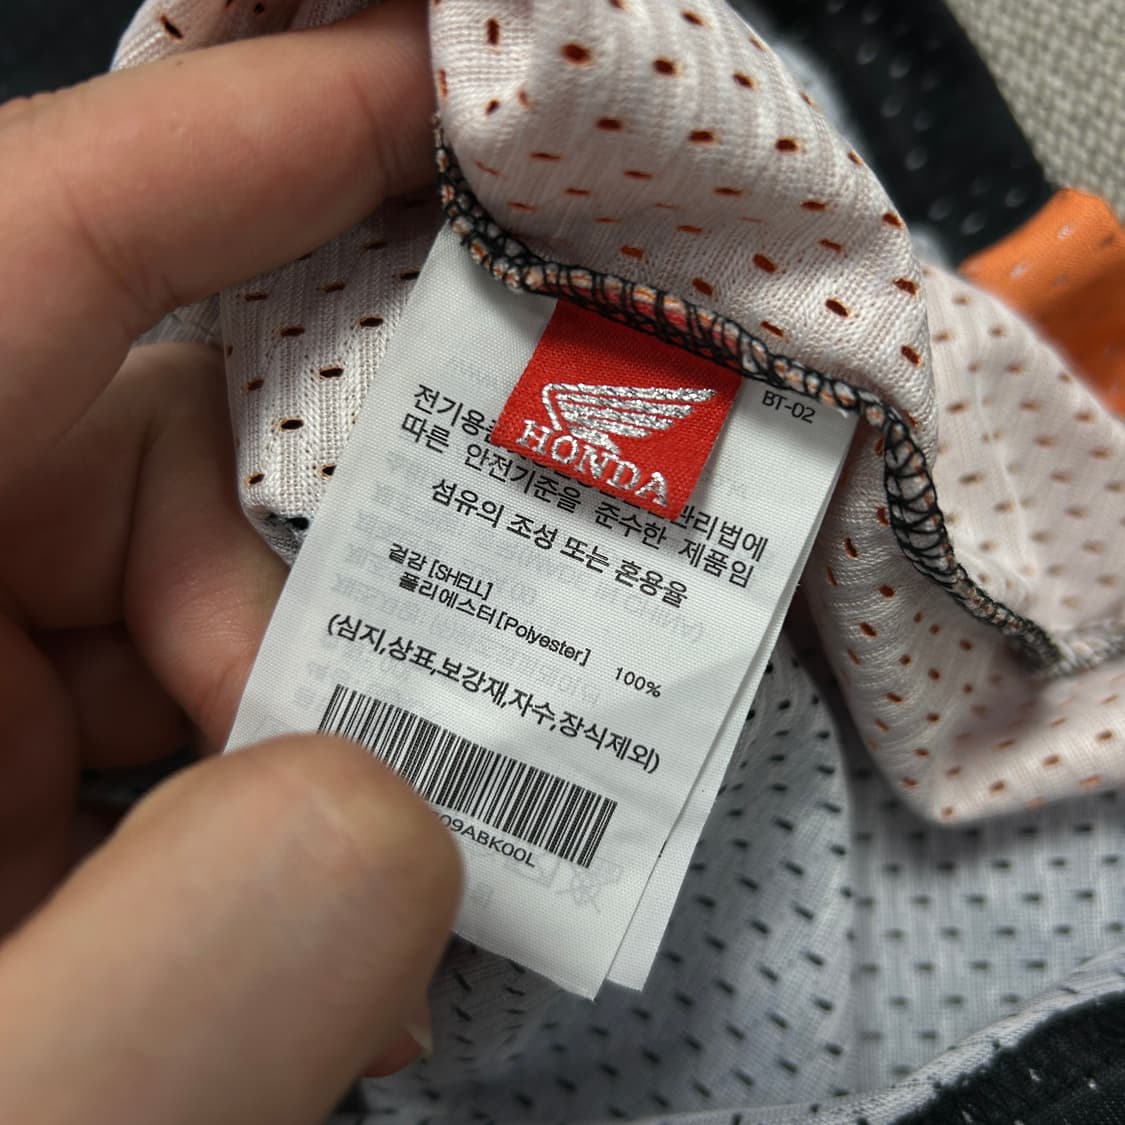 HONDA
BT-02
전기용
관리법에
따른 안전기준을 준수한 제품임
섬유의 조성 또는 혼용율
겉감 [SHELL]
폴리에스터 [Polyester] 100%
(심지,상표,보강재,자수,장식제외)
09ABK00L